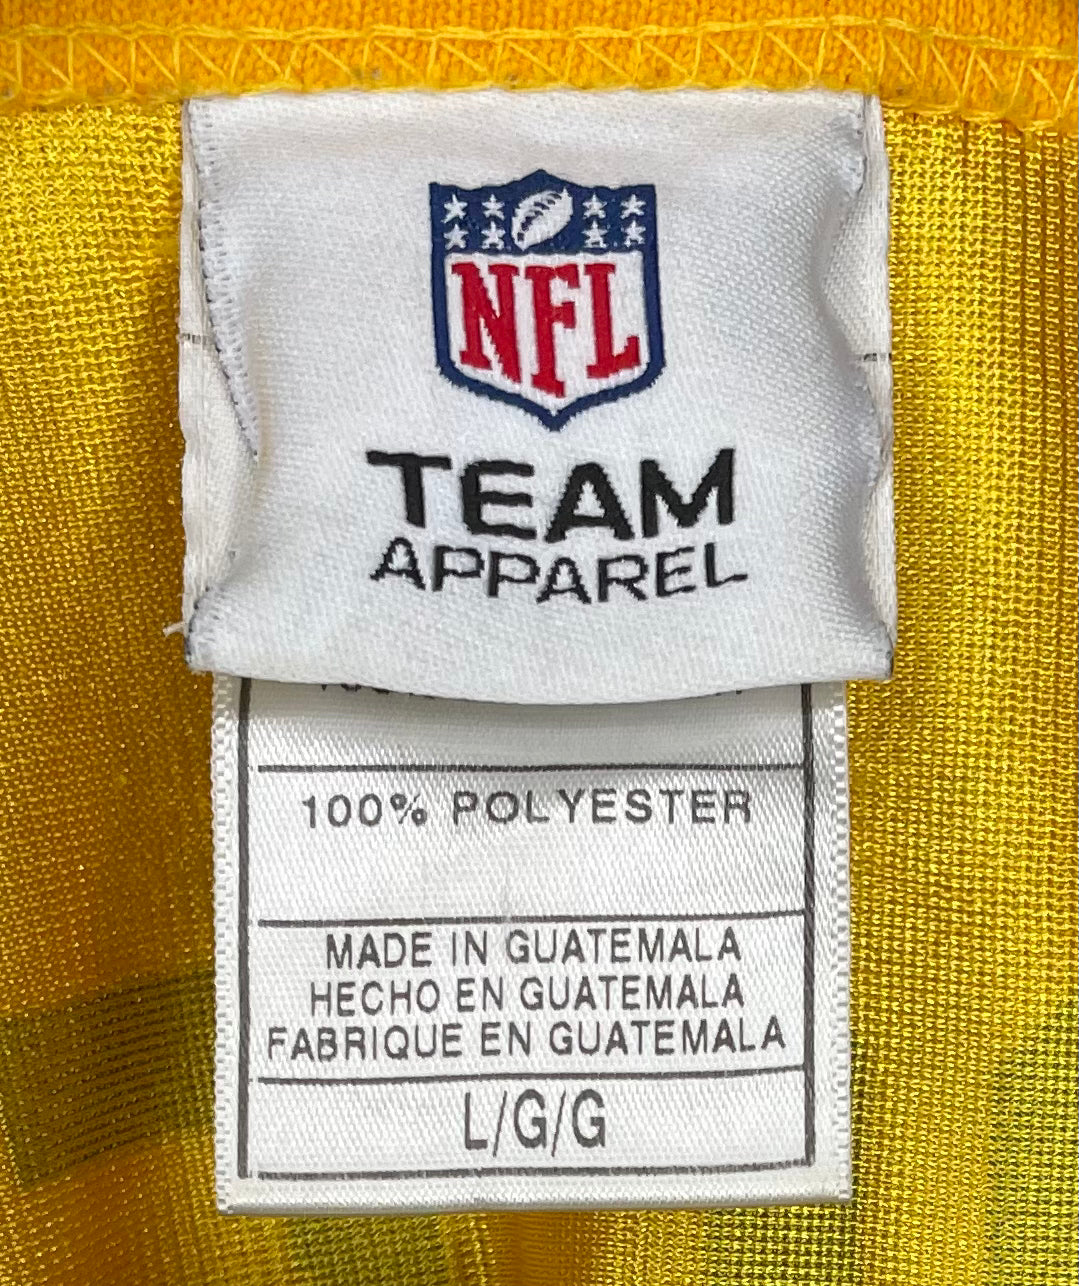 NFL
TEAM
APPAREL
100% POLYESTER
MADE IN GUATEMALA
HECHO EN GUATEMALA
FABRIQUE EN GUATEMALA
L/G/G